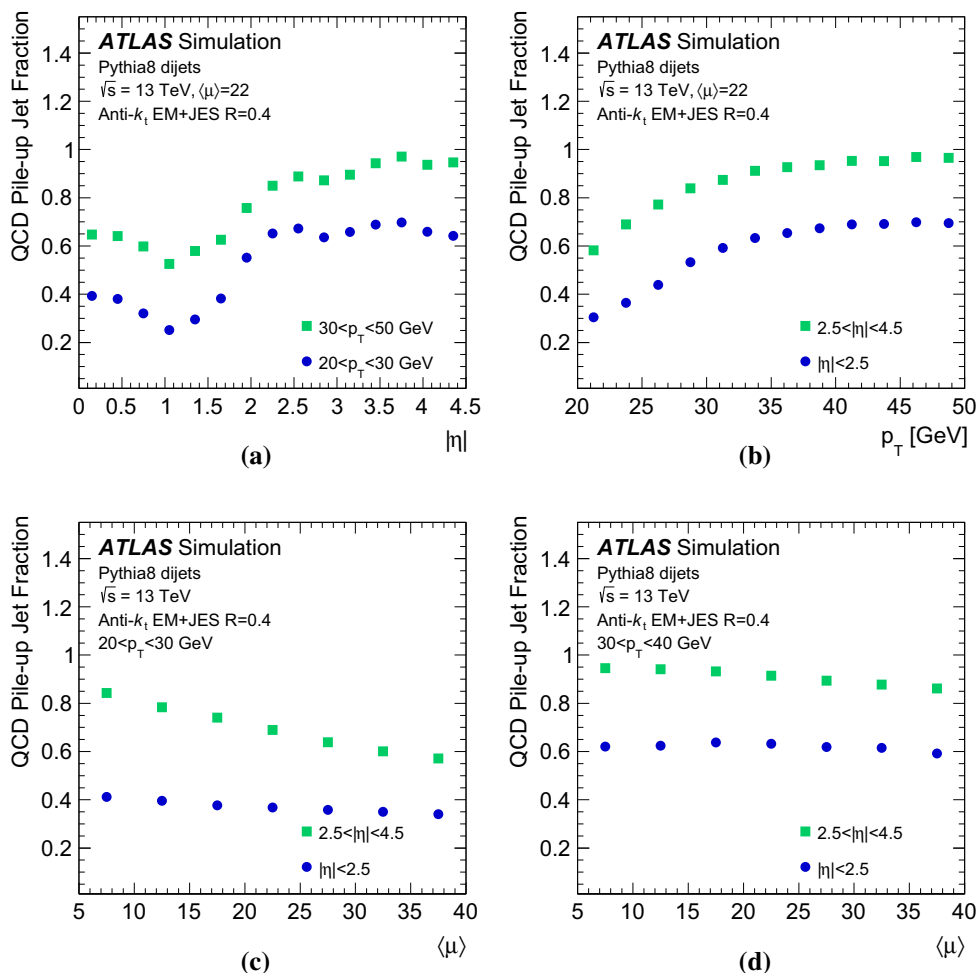 QCD Pile-up Jet Fraction
ATLAS Simulation
Pythia8 dijets
√s = 13 TeV, ⟨μ⟩=22
Anti-k_t EM+JES R=0.4
1.4
1.2
1
0.8
0.6
0.4
0.2
30<p_T<50 GeV
20<p_T<30 GeV
0 0.5 1 1.5 2 2.5 3 3.5 4 4.5
|η|
(a)
QCD Pile-up Jet Fraction
ATLAS Simulation
Pythia8 dijets
√s = 13 TeV, ⟨μ⟩=22
Anti-k_t EM+JES R=0.4
1.4
1.2
1
0.8
0.6
0.4
0.2
2.5<|η|<4.5
|η|<2.5
20 25 30 35 40 45 50
p_T [GeV]
(b)
QCD Pile-up Jet Fraction
ATLAS Simulation
Pythia8 dijets
√s = 13 TeV
Anti-k_t EM+JES R=0.4
20<p_T<30 GeV
1.4
1.2
1
0.8
0.6
0.4
0.2
2.5<|η|<4.5
|η|<2.5
5 10 15 20 25 30 35 40
⟨μ⟩
(c)
QCD Pile-up Jet Fraction
ATLAS Simulation
Pythia8 dijets
√s = 13 TeV
Anti-k_t EM+JES R=0.4
30<p_T<40 GeV
1.4
1.2
1
0.8
0.6
0.4
0.2
2.5<|η|<4.5
|η|<2.5
5 10 15 20 25 30 35 40
⟨μ⟩
(d)